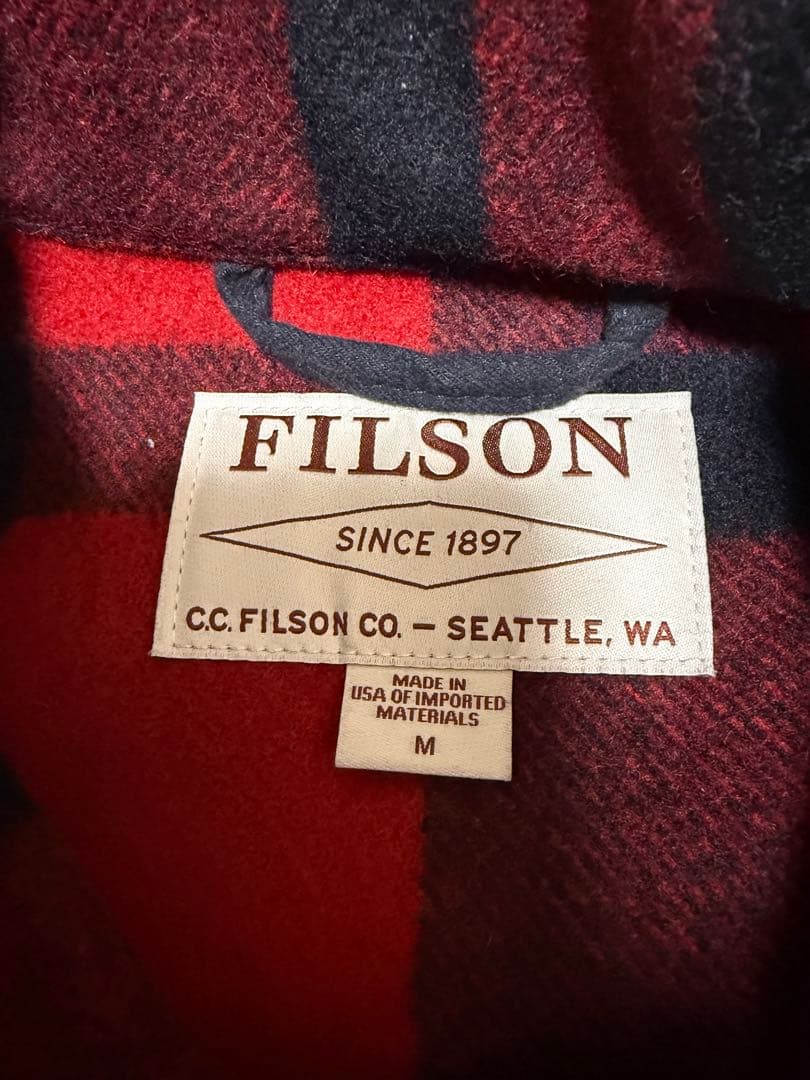 FILSON
SINCE 1897
C.C. FILSON CO. – SEATTLE, WA
MADE IN
USA OF IMPORTED
MATERIALS
M